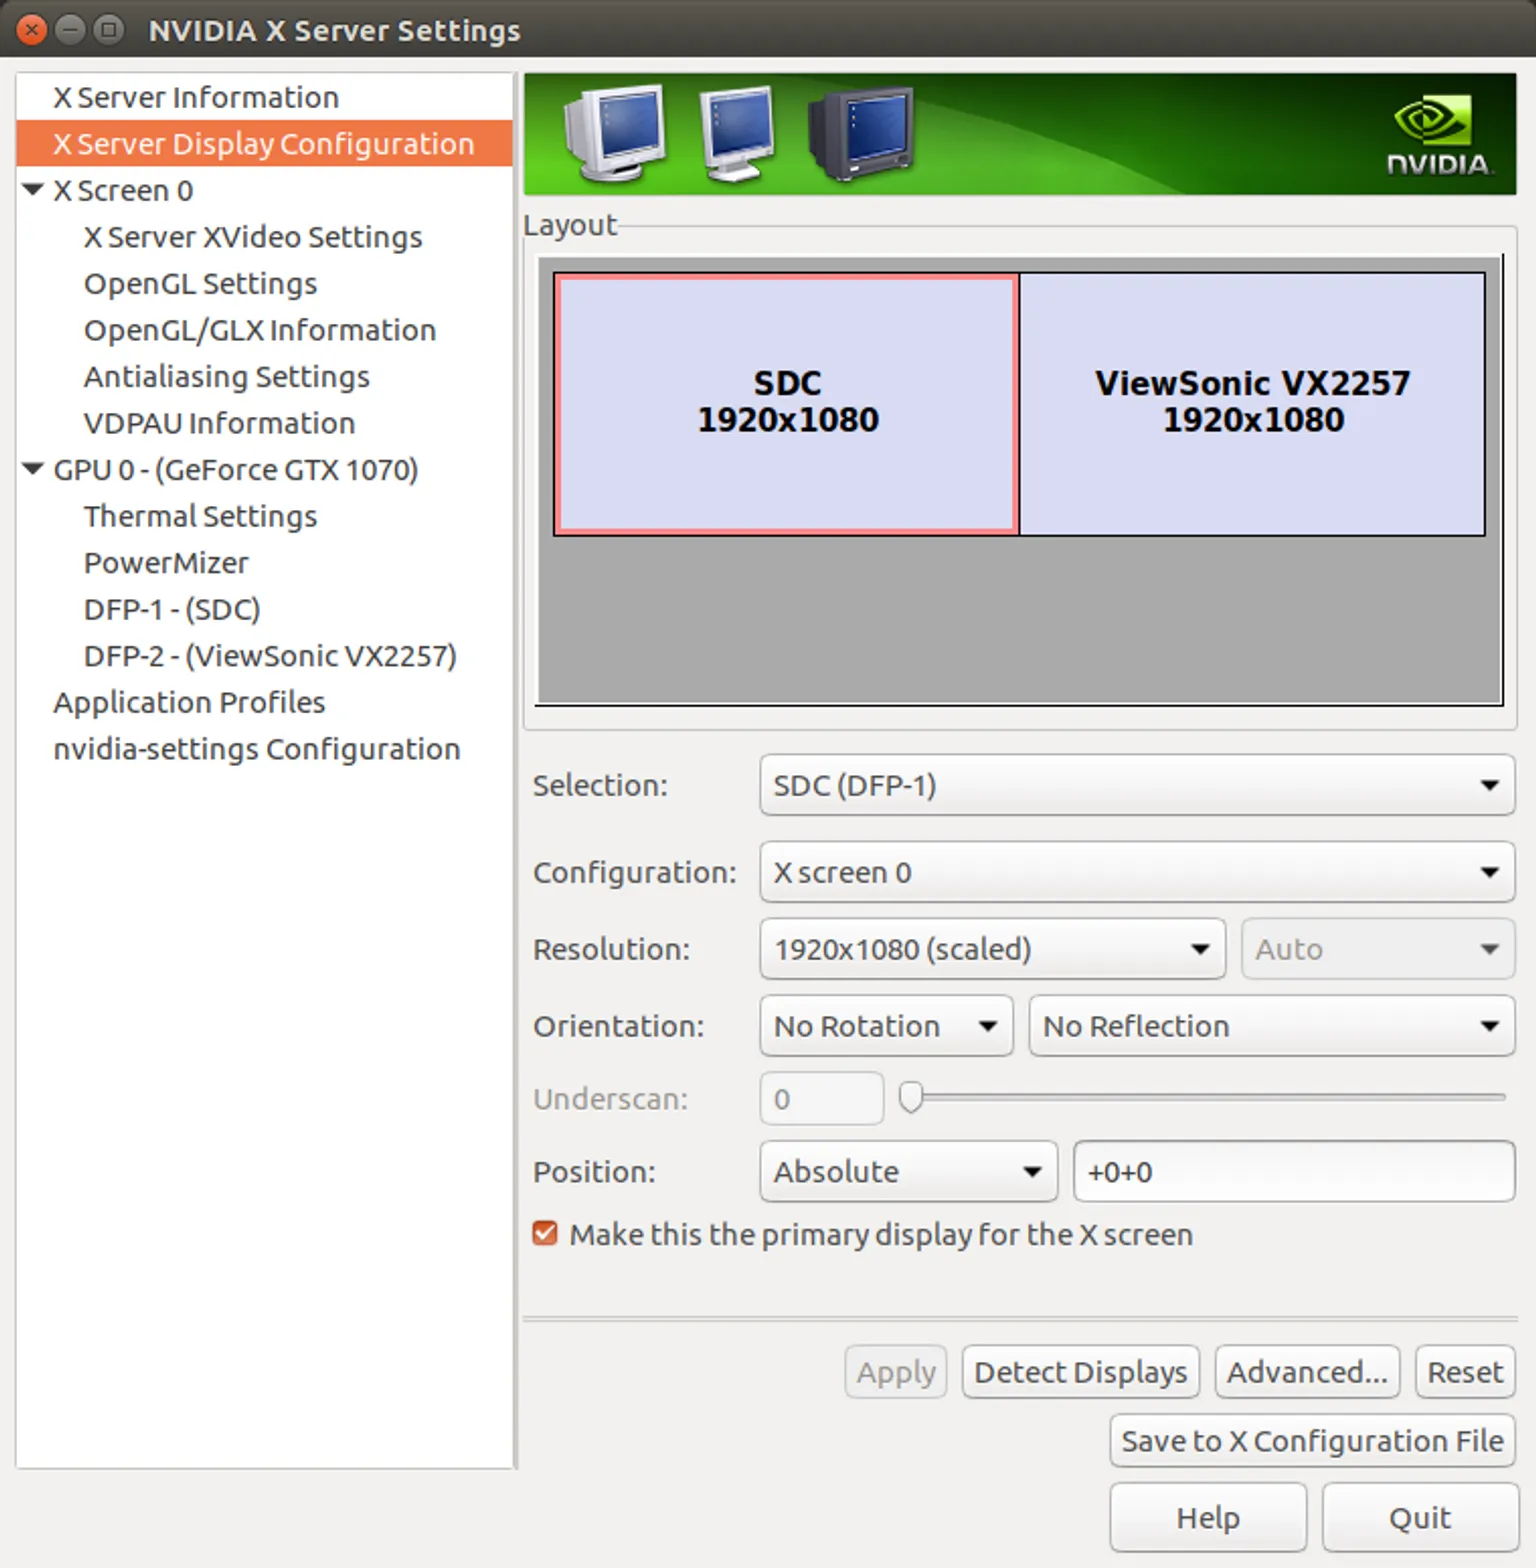 NVIDIA X Server Settings
X Server Information
X Server Display Configuration
X Screen 0
X Server XVideo Settings
OpenGL Settings
OpenGL/GLX Information
Antialiasing Settings
VDPAU Information
GPU 0 - (GeForce GTX 1070)
Thermal Settings
PowerMizer
DFP-1 - (SDC)
DFP-2 - (ViewSonic VX2257)
Application Profiles
nvidia-settings Configuration
NVIDIA
Layout
SDC
1920x1080
ViewSonic VX2257
1920x1080
Selection: SDC (DFP-1)
Configuration: X screen 0
Resolution: 1920x1080 (scaled) Auto
Orientation: No Rotation No Reflection
Underscan: 0
Position: Absolute +0+0
Make this the primary display for the X screen
Apply Detect Displays Advanced... Reset
Save to X Configuration File
Help Quit